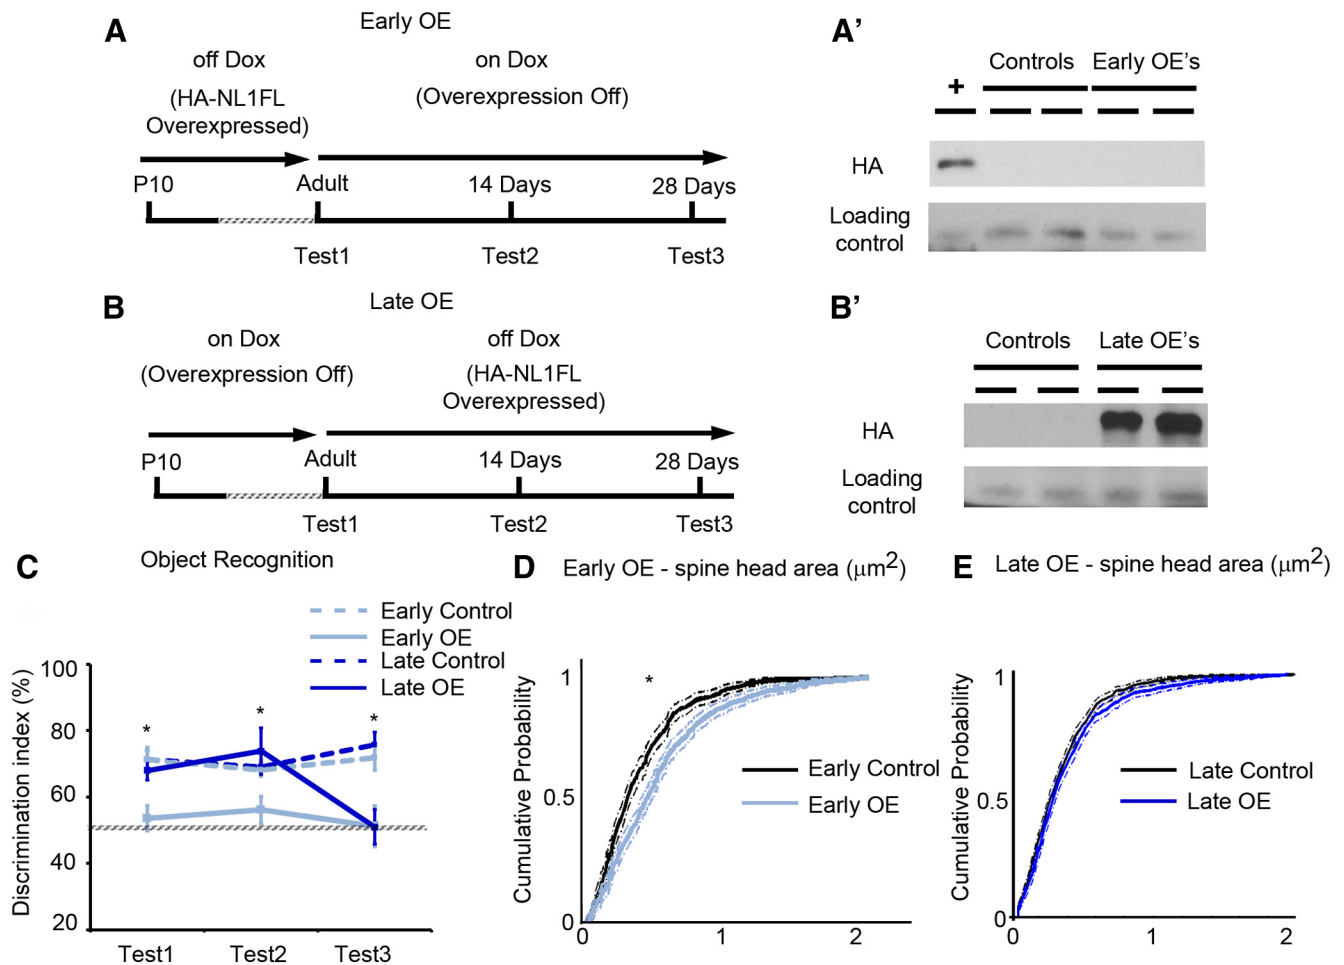 A
Early OE
off Dox
(HA-NL1FL
Overexpressed)
on Dox
(Overexpression Off)
P10
Adult
14 Days
28 Days
Test1
Test2
Test3
A’
Controls
Early OE's
+
HA
Loading
control
B
Late OE
on Dox
(Overexpression Off)
off Dox
(HA-NL1FL
Overexpressed)
P10
Adult
14 Days
28 Days
Test1
Test2
Test3
B’
Controls
Late OE's
HA
Loading
control
C
Object Recognition
Early Control
Early OE
Late Control
Late OE
Discrimination index (%)
100
80
60
40
20
*
*
*
Test1
Test2
Test3
D
Early OE - spine head area (μm2)
Cumulative Probability
1
0.5
0
*
Early Control
Early OE
0
1
2
E
Late OE - spine head area (μm2)
Cumulative Probability
1
0.5
0
Late Control
Late OE
0
1
2